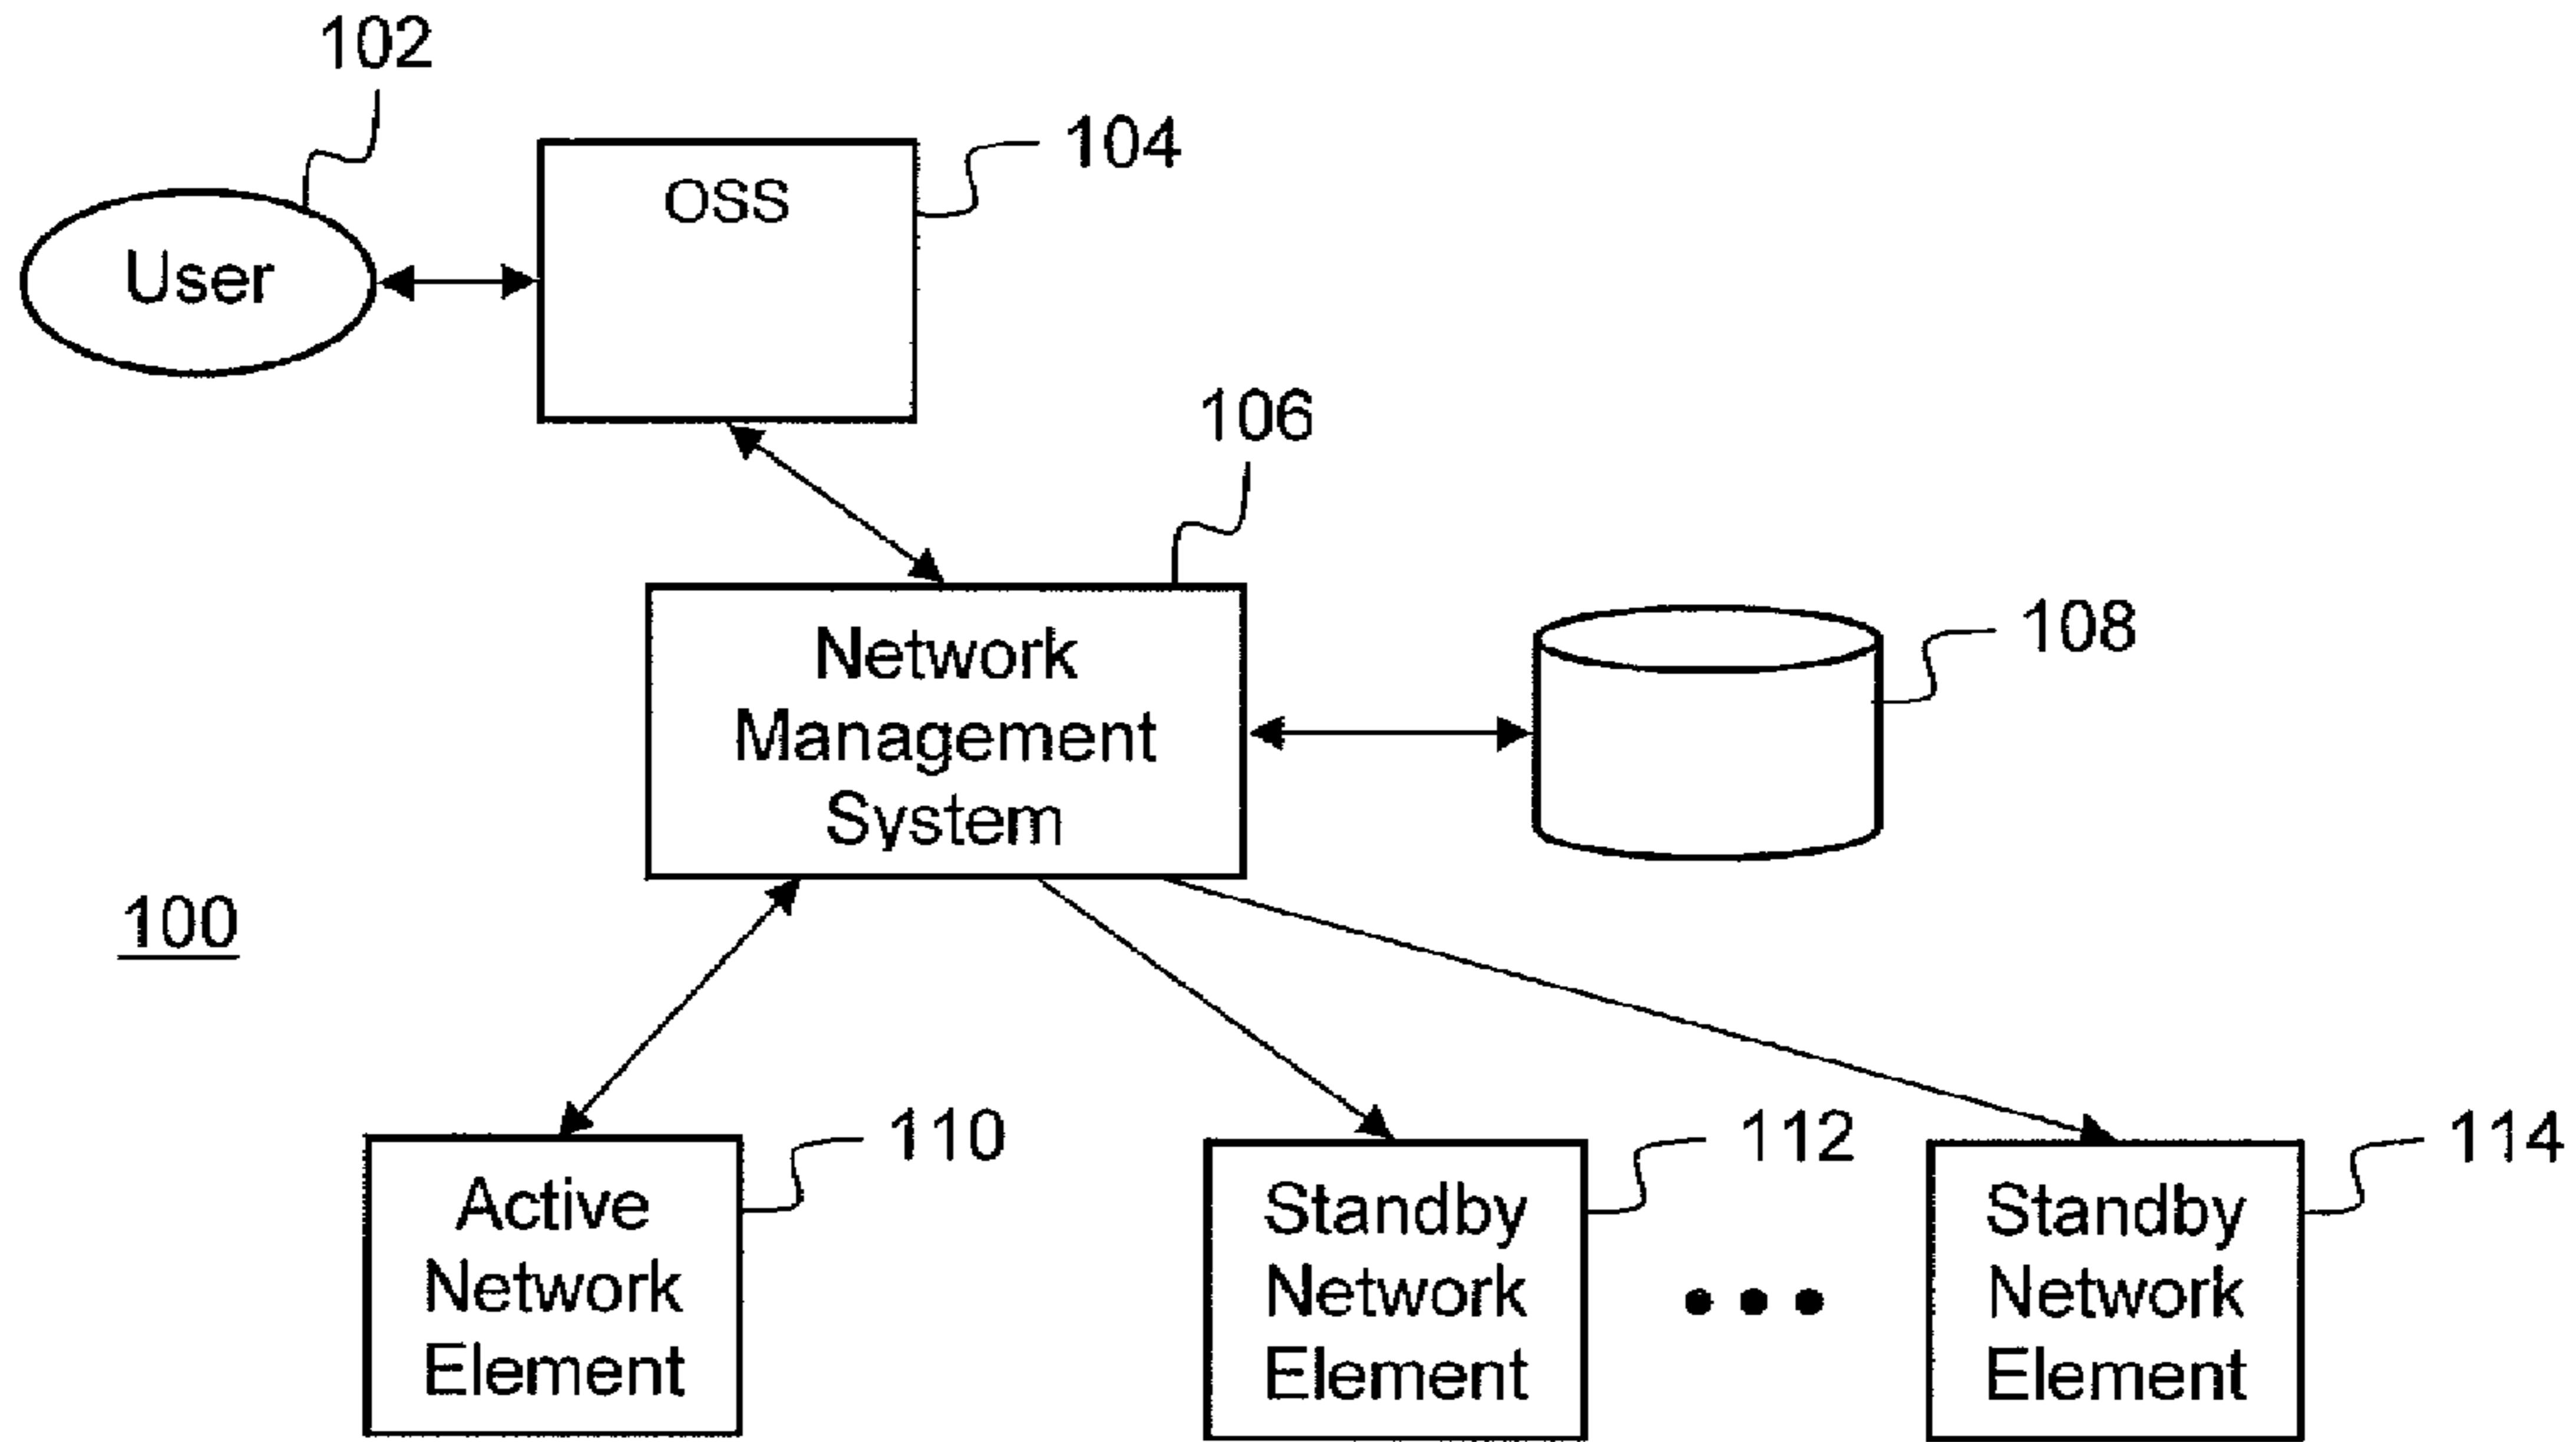 102
104
OSS
User
106
Network
Management
System
108
100
110
Active
Network
Element
112
Standby
Network
Element
114
Standby
Network
Element